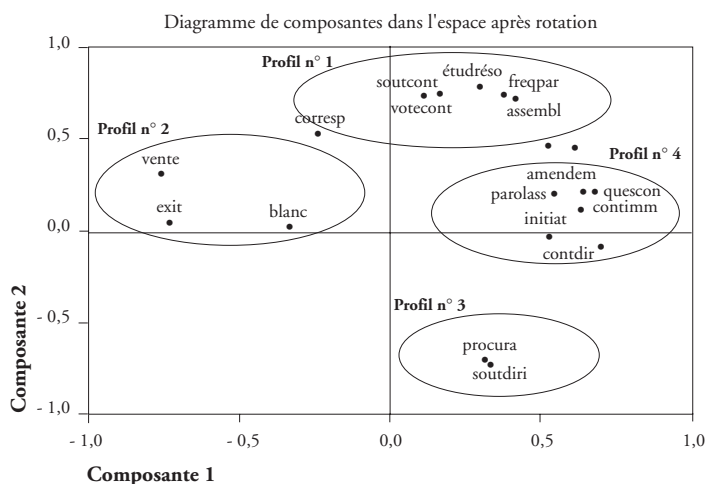 Diagramme de composantes dans l'espace après rotation
1,0
Profil n° 1
étudréso
soutcont
freqpar
votecont
assembl
corresp
0,5
Profil n° 2
Profil n° 4
vente
amendem
parolass
quescon
contimm
exit
blanc
initiat
0,0
contdir
Composante 2
- 0,5
Profil n° 3
procura
soutdiri
- 1,0
- 1,0
- 0,5
0,0
0,5
1,0
Composante 1